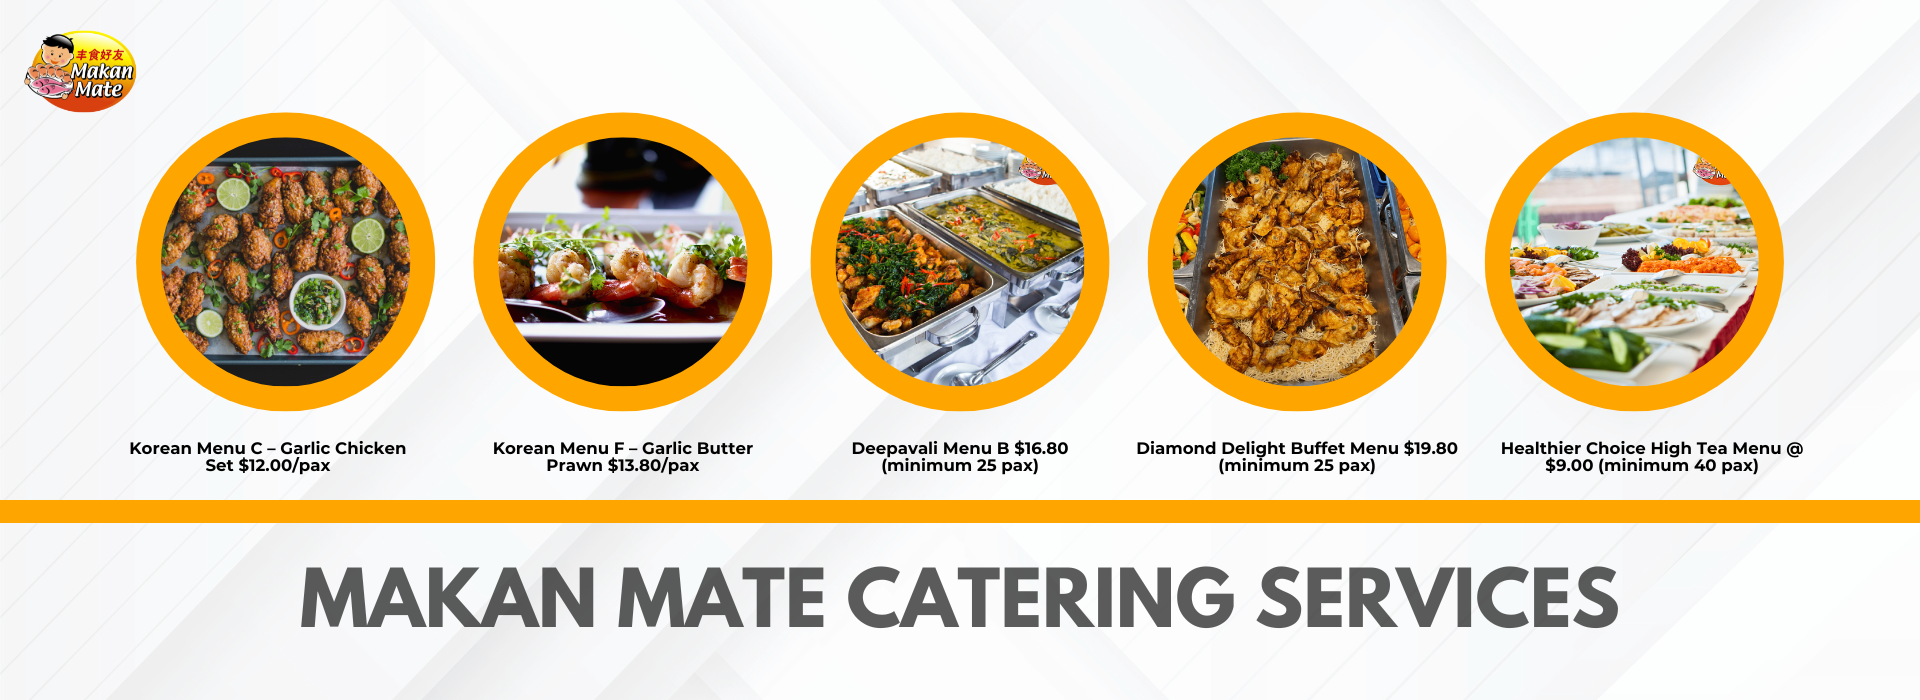 丰食好友
Makan
Mate
Korean Menu C – Garlic Chicken
Set $12.00/pax
Korean Menu F – Garlic Butter
Prawn $13.80/pax
Deepavali Menu B $16.80
(minimum 25 pax)
Diamond Delight Buffet Menu $19.80
(minimum 25 pax)
Healthier Choice High Tea Menu @
$9.00 (minimum 40 pax)
MAKAN MATE CATERING SERVICES